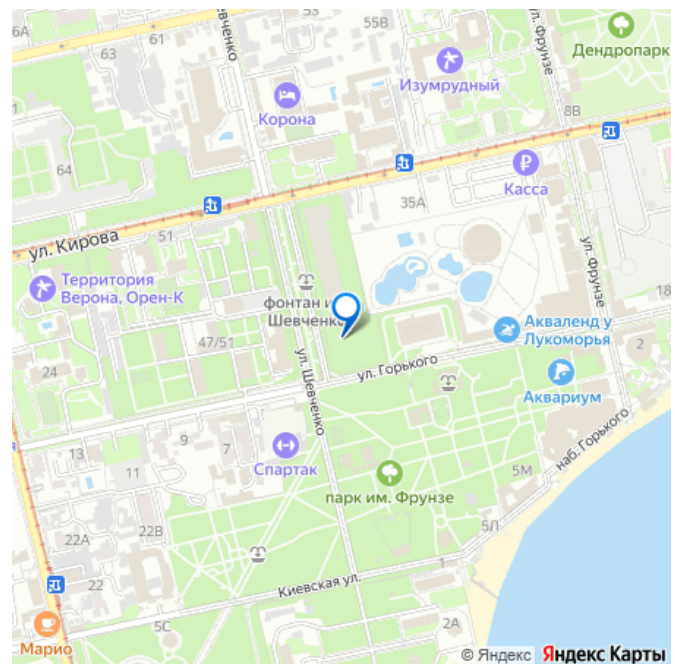 6А
61
63
вченко
53
55В
ул. Фрунзе
Дендропарк
Изумрудный
Корона
8В
64
Касса
35А
ул. Кирова
51
Территория
Верона, Орен-К
фонтан и
Шевченко
ул. Фрунзе
18
Акваленд у
Лукоморья
2
47/51
24
ул. Шевченко
ул. Горького
Аквариум
наб. Горького
я
13
9
7
11
Спартак
5М
парк им. Фрунзе
22В
22А
5Л
22
Киевская ул.
1
5С
2А
Марио
© Яндекс Яндекс Карты